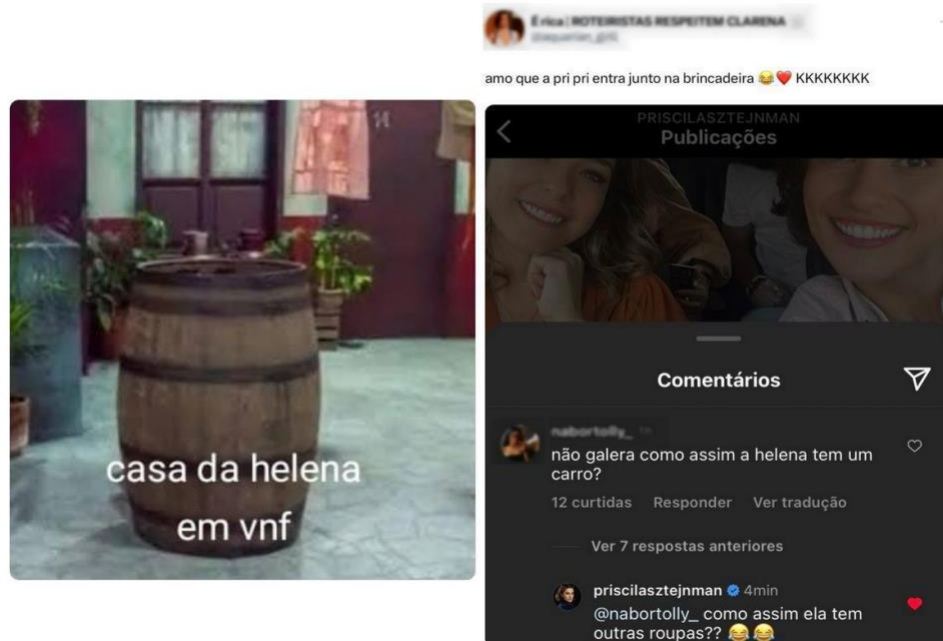 casa da helena
em vnf
Érica | ROTEIRISTAS RESPEITEM CLARENA
amo que a pri pri entra junto na brincadeira 😂❤️ KKKKKKKK
PRISCILASZTEJNMAN
Publicações
Comentários
nabortolly_
não galera como assim a helena tem um
carro?
12 curtidas Responder Ver tradução
Ver 7 respostas anteriores
priscilasztejnman 4min
@nabortolly_ como assim ela tem
outras roupas?? 😂😂